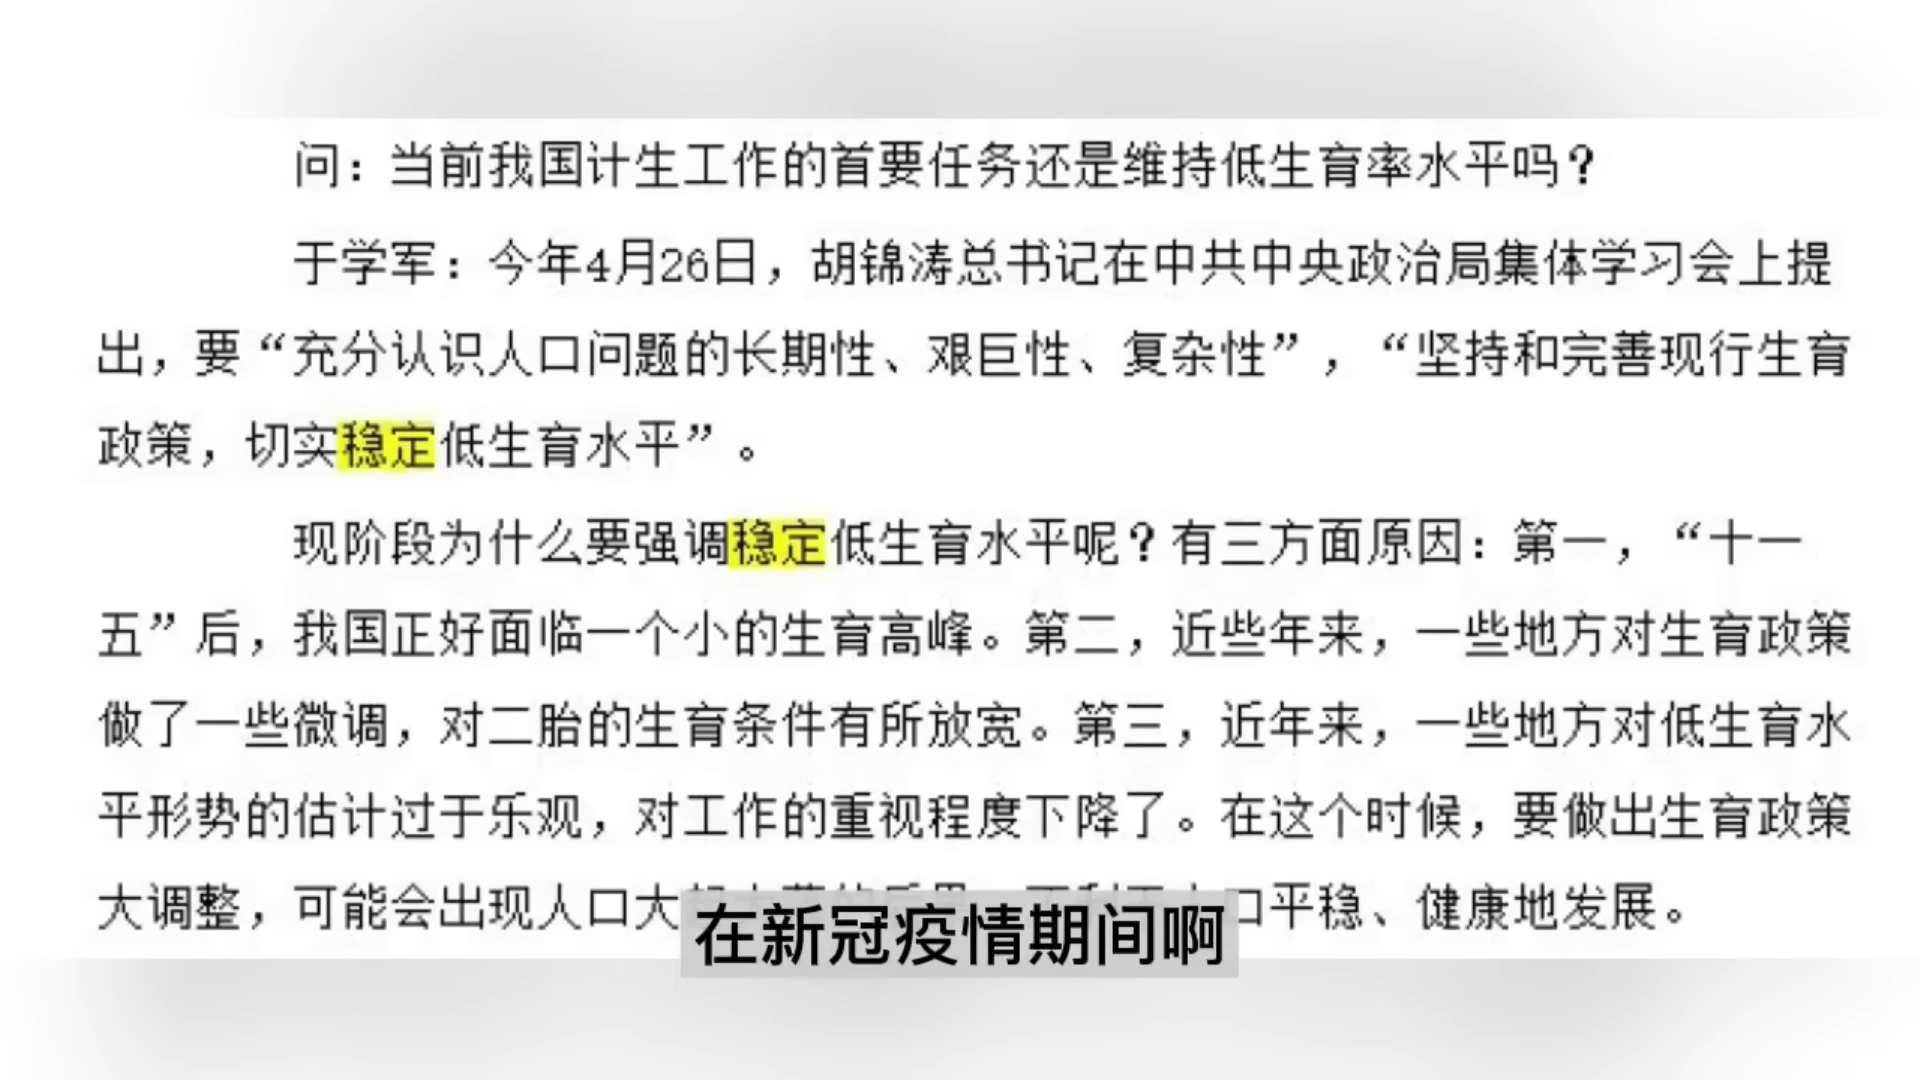 问：当前我国计生工作的首要任务还是维持低生育率水平吗？
于学军：今年4月26日，胡锦涛总书记在中共中央政治局集体学习会上提
出，要“充分认识人口问题的长期性、艰巨性、复杂性”，“坚持和完善现行生育
政策，切实稳定低生育水平”。
现阶段为什么要强调稳定低生育水平呢？有三方面原因：第一，“十一
五”后，我国正好面临一个小的生育高峰。第二，近些年来，一些地方对生育政策
做了一些微调，对二胎的生育条件有所放宽。第三，近年来，一些地方对低生育水
平形势的估计过于乐观，对工作的重视程度下降了。在这个时候，要做出生育政策
大调整，可能会出现人口大 口平稳、健康地发展。
在新冠疫情期间啊